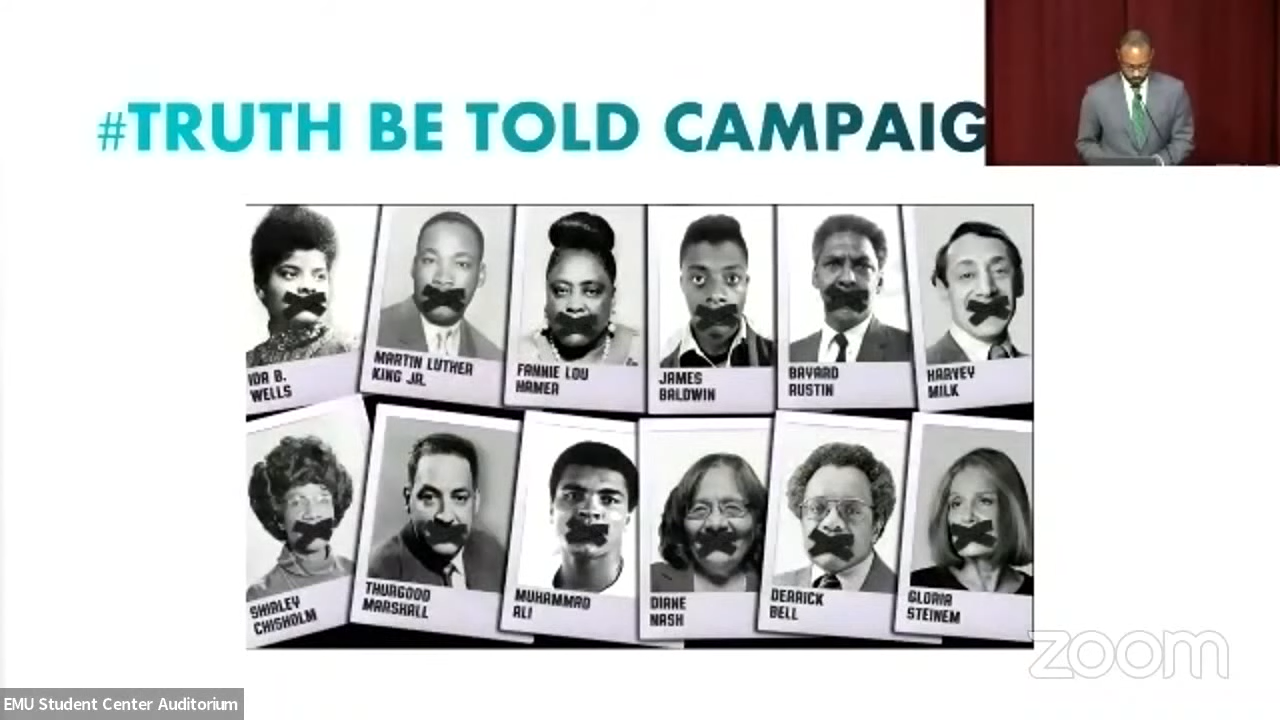 #TRUTH BE TOLD CAMPAIG
IDA B.
WELLS
MARTIN LUTHER
KING JR.
FANNIE LOU
HAMER
JAMES
BALDWIN
BAYARD
RUSTIN
HARVEY
MILK
SHIRLEY
CHISHOLM
THURGOOD
MARSHALL
MUHAMMAD
ALI
DIANE
NASH
DERRICK
BELL
GLORIA
STEINEM
zoom
EMU Student Center Auditorium